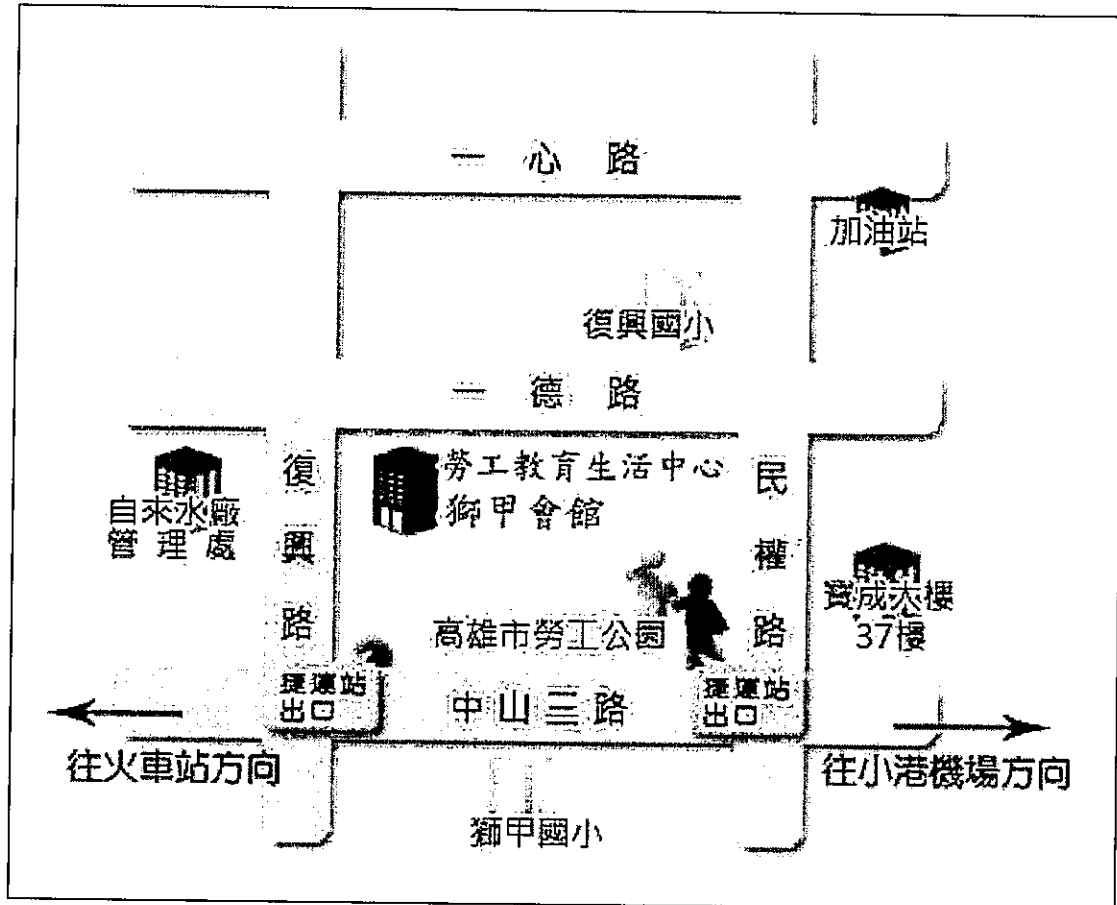 一心路
加油站
復興國小
一德路
勞工教育生活中心
獅甲會館
復興路
民權路
自來水廠
管理處
寶成大樓
37樓
高雄市勞工公園
捷運站
出口
中山三路
捷運站
出口
往火車站方向
往小港機場方向
獅甲國小